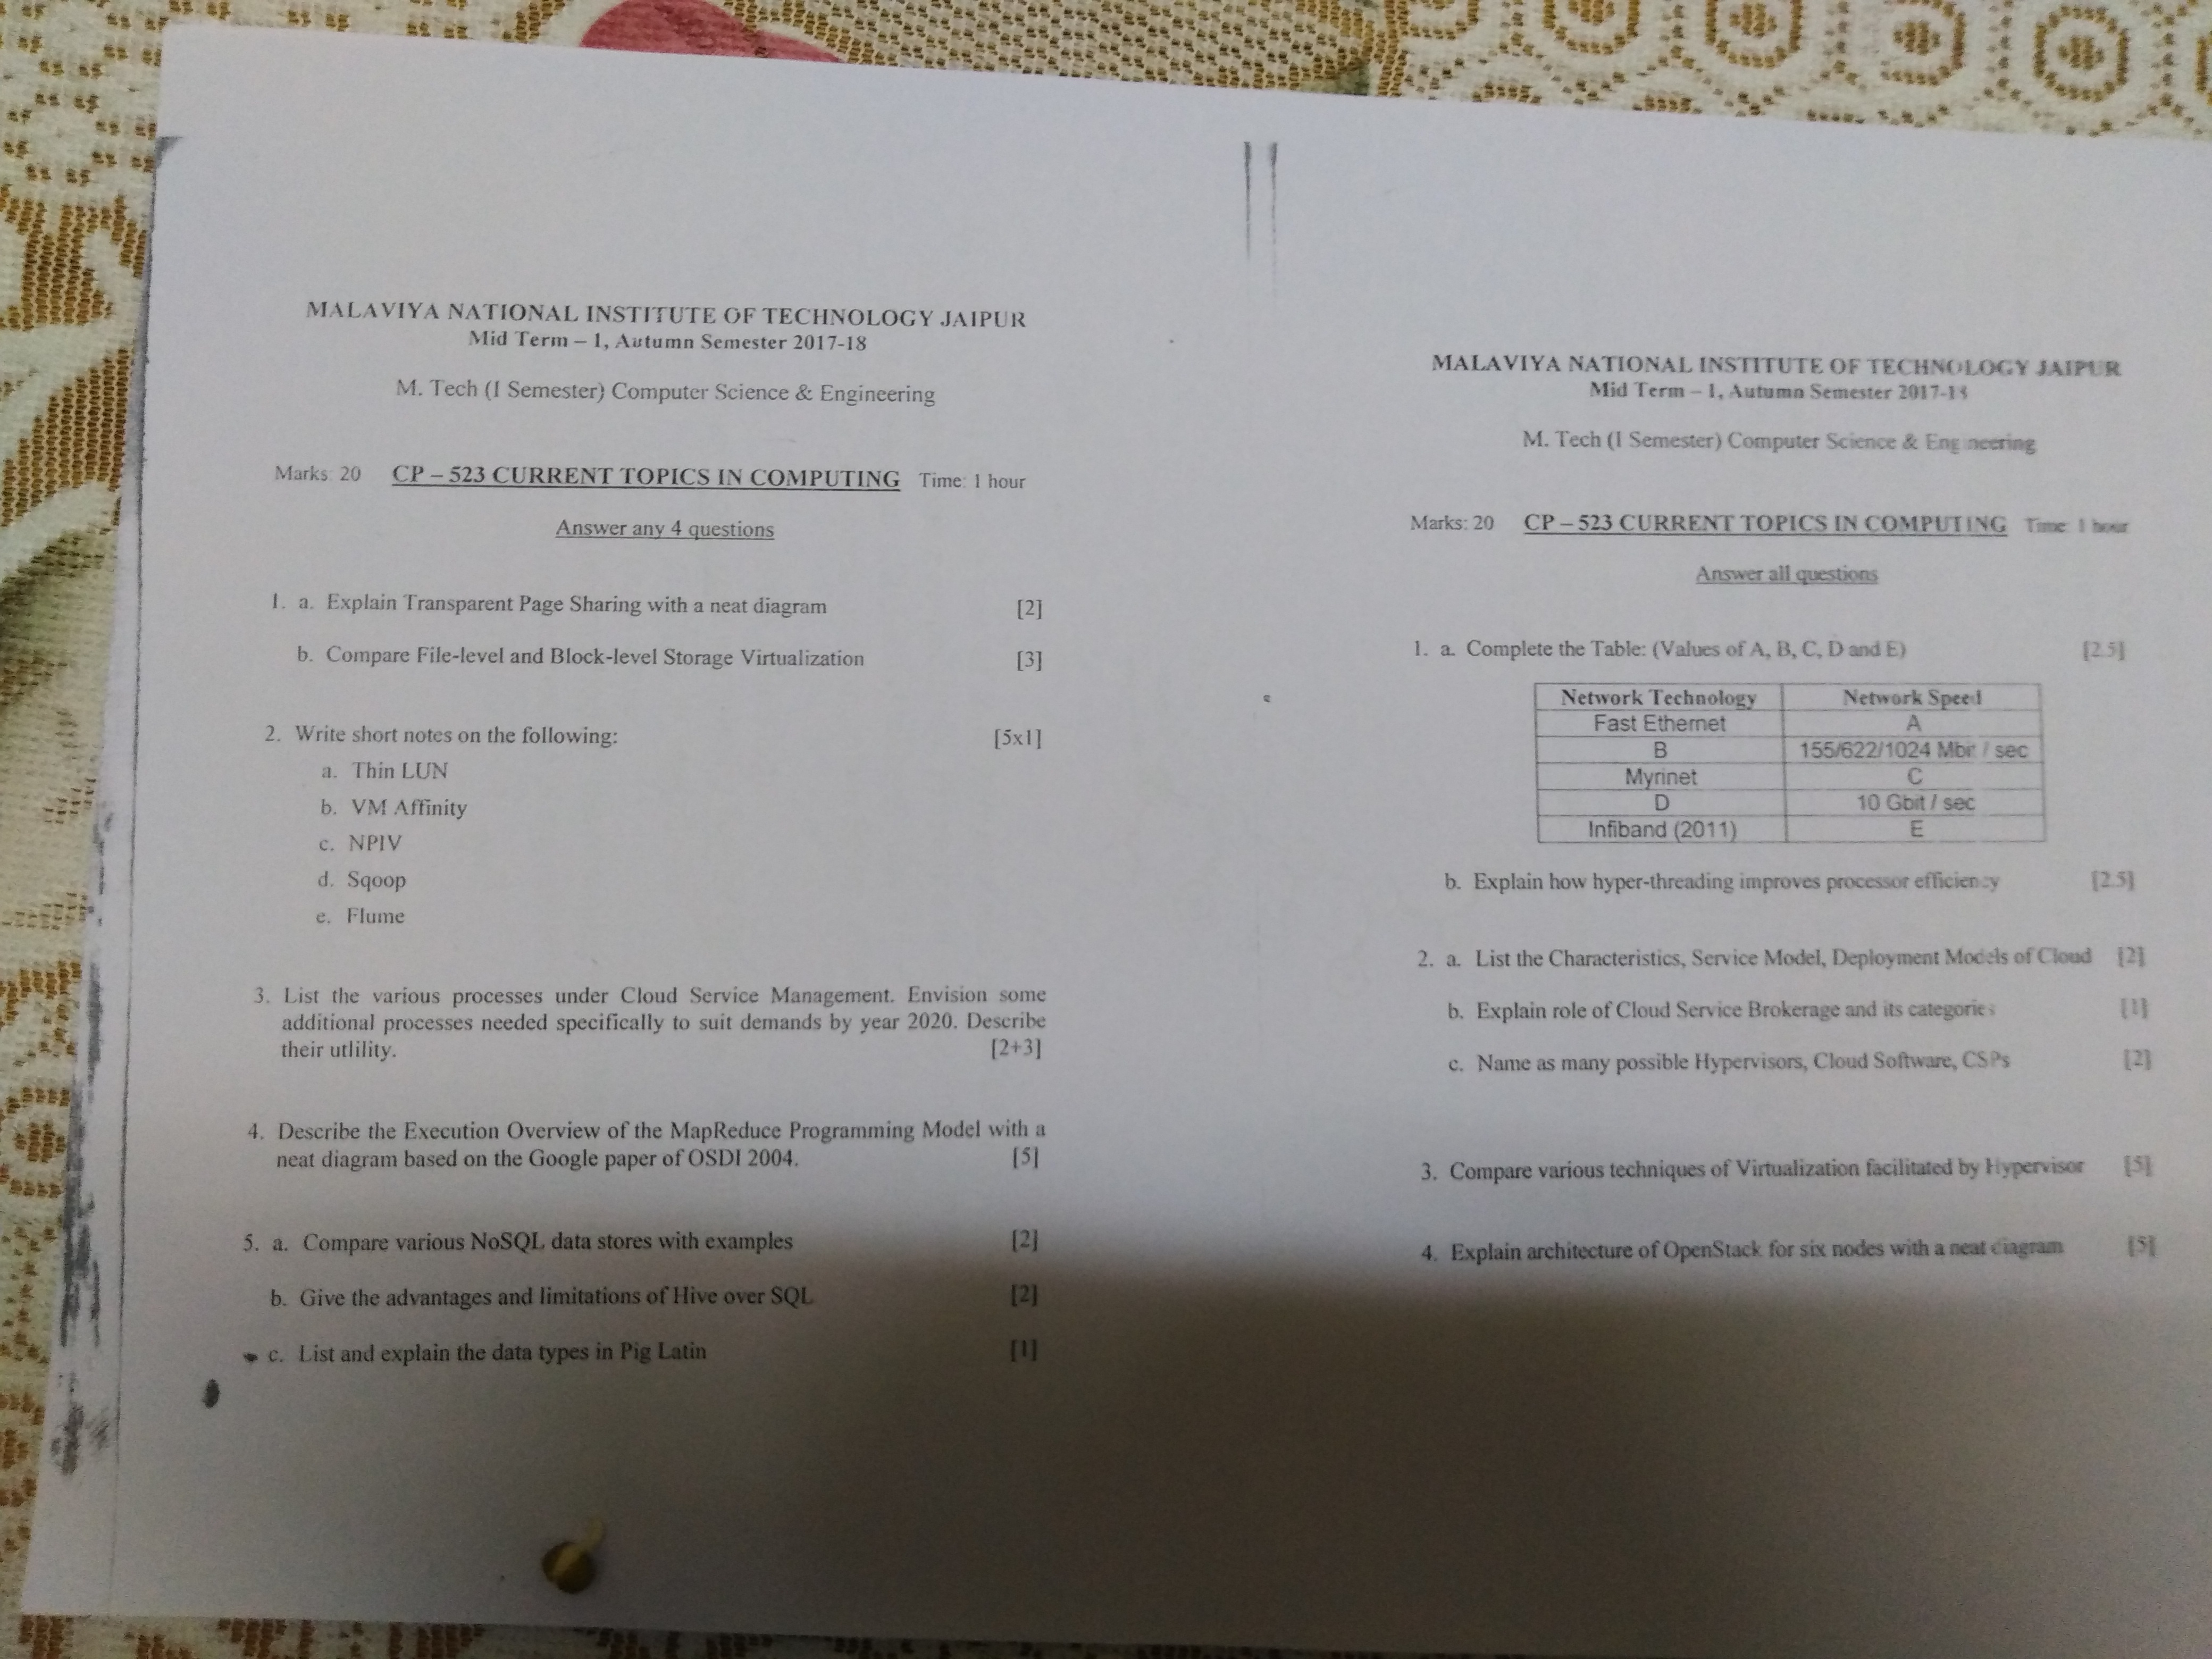 MALAVIYA NATIONAL INSTITUTE OF TECHNOLOGY JAIPUR
Mid Term – 1, Autumn Semester 2017-18
M. Tech (I Semester) Computer Science & Engineering
Marks: 20 CP – 523 CURRENT TOPICS IN COMPUTING Time: 1 hour
Answer any 4 questions
1. a. Explain Transparent Page Sharing with a neat diagram [2]
b. Compare File-level and Block-level Storage Virtualization [3]
2. Write short notes on the following: [5x1]
a. Thin LUN
b. VM Affinity
c. NPIV
d. Sqoop
e. Flume
3. List the various processes under Cloud Service Management. Envision some
additional processes needed specifically to suit demands by year 2020. Describe
their utlility. [2+3]
4. Describe the Execution Overview of the MapReduce Programming Model with a
neat diagram based on the Google paper of OSDI 2004. [5]
5. a. Compare various NoSQL data stores with examples [2]
b. Give the advantages and limitations of Hive over SQL [2]
c. List and explain the data types in Pig Latin [1]
MALAVIYA NATIONAL INSTITUTE OF TECHNOLOGY JAIPUR
Mid Term – 1, Autumn Semester 2017-18
M. Tech (I Semester) Computer Science & Engineering
Marks: 20 CP – 523 CURRENT TOPICS IN COMPUTING Time: 1 hour
Answer all questions
1. a. Complete the Table: (Values of A, B, C, D and E) [2.5]
Network Technology Network Speed
Fast Ethernet A
B 155/622/1024 Mbit / sec
Myrinet C
D 10 Gbit / sec
Infiband (2011) E
b. Explain how hyper-threading improves processor efficiency [2.5]
2. a. List the Characteristics, Service Model, Deployment Models of Cloud [2]
b. Explain role of Cloud Service Brokerage and its categories [1]
c. Name as many possible Hypervisors, Cloud Software, CSPs [2]
3. Compare various techniques of Virtualization facilitated by Hypervisor [5]
4. Explain architecture of OpenStack for six nodes with a neat diagram [5]